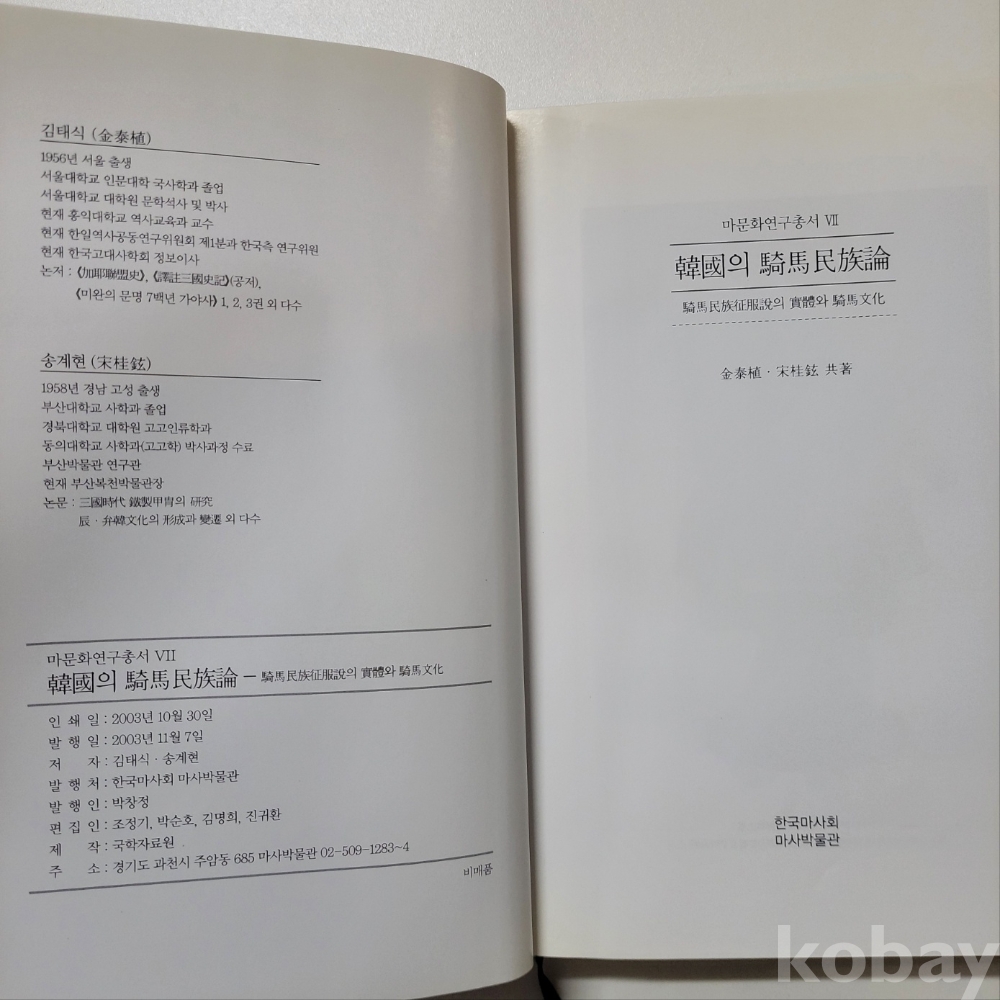 김태식 (金泰植)
1956년 서울 출생
서울대학교 인문대학 국사학과 졸업
서울대학교 대학원 문학석사 및 박사
현재 홍익대학교 역사교육과 교수
현재 한일역사공동연구위원회 제1분과 한국측 연구위원
현재 한국고대사학회 정보이사
논저 : 《加耶聯盟史》, 《譯註三國史記》(공저),
《미완의 문명 7백년 가야사》 1, 2, 3권 외 다수
송계현 (宋桂鉉)
1958년 경남 고성 출생
부산대학교 사학과 졸업
경북대학교 대학원 고고인류학과
동의대학교 사학과(고고학) 박사과정 수료
부산박물관 연구관
현재 부산복천박물관장
논문 : 三國時代 鐵製甲冑의 硏究
辰 · 弁韓文化의 形成과 變遷 외 다수
마문화연구총서 VII
韓國의 騎馬民族論 – 騎馬民族征服說의 實體와 騎馬文化
인 쇄 일 : 2003년 10월 30일
발 행 일 : 2003년 11월 7일
저 자 : 김태식 · 송계현
발 행 처 : 한국마사회 마사박물관
발 행 인 : 박창정
편 집 인 : 조정기, 박순호, 김명희, 진귀환
제 작 : 국학자료원
주 소 : 경기도 과천시 주암동 685 마사박물관 02-509-1283~4
비매품
마문화연구총서 VII
韓國의 騎馬民族論
騎馬民族征服說의 實體와 騎馬文化
金泰植 · 宋桂鉉 共著
한국마사회
마사박물관
kobay